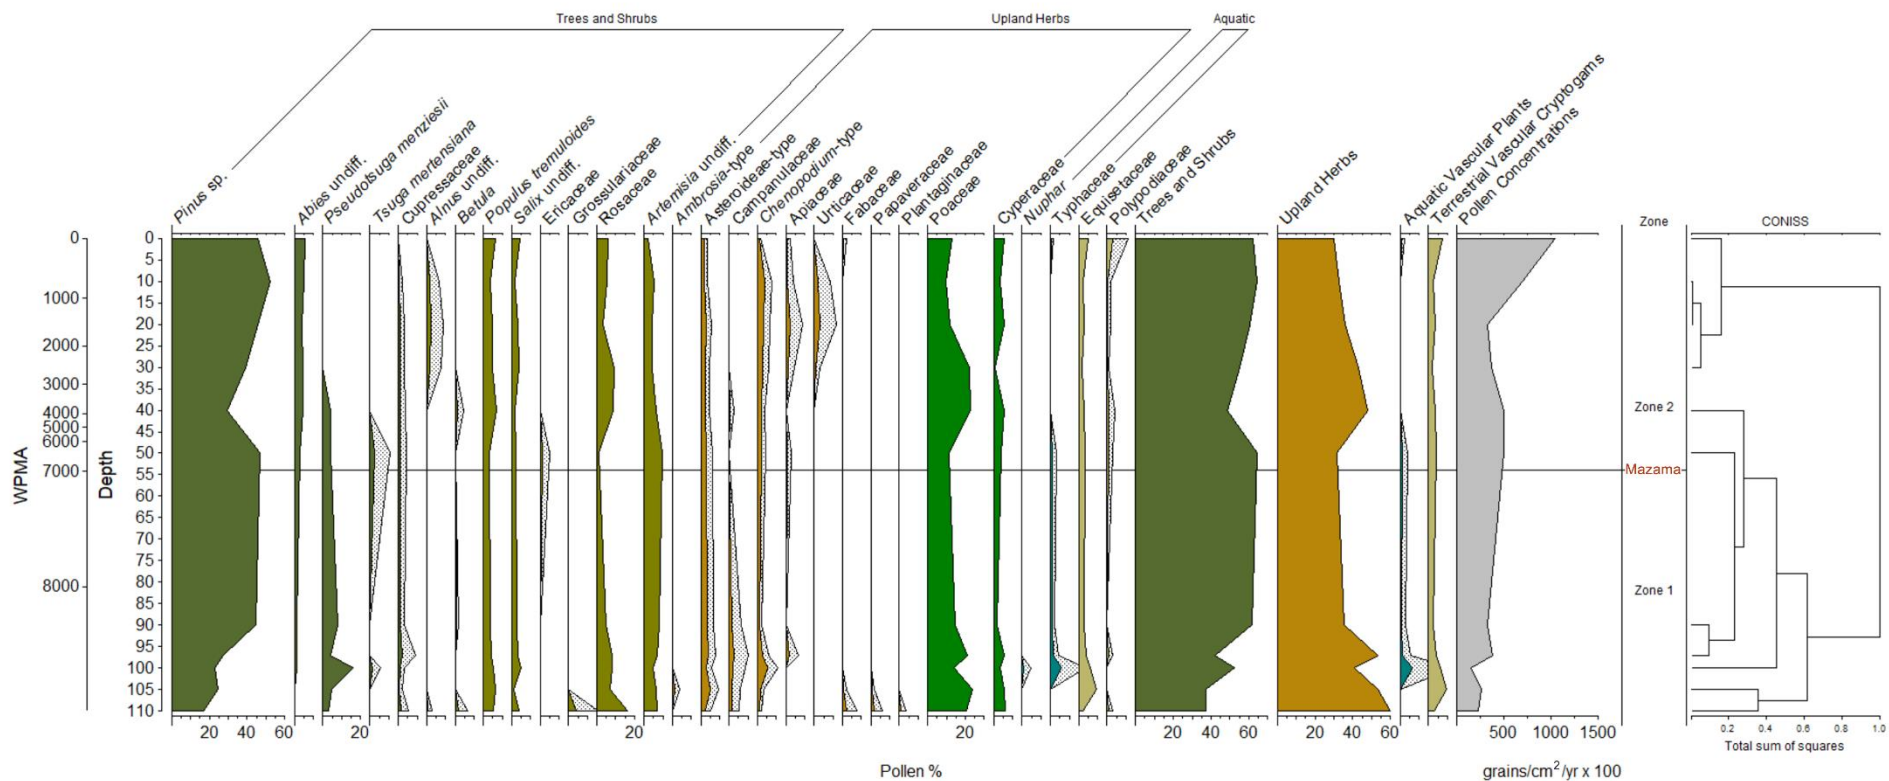 Trees and Shrubs
Upland Herbs
Aquatic
Pinus sp.
Abies undiff.
Pseudotsuga menziesii
Tsuga mertensiana
Cupressaceae
Alnus undiff.
Betula
Populus tremuloides
Salix undiff.
Ericaceae
Grossulariaceae
Rosaceae
Artemisia undiff.
Ambrosia-type
Asteroideae-type
Campanulaceae
Chenopodium-type
Apiaceae
Urticaceae
Fabaceae
Papaveraceae
Plantaginaceae
Poaceae
Cyperaceae
Nuphar
Typhaceae
Equisetaceae
Polypodiaceae
Trees and Shrubs
Upland Herbs
Aquatic Vascular Plants
Terrestrial Vascular Cryptogams
Pollen Concentrations
Zone
CONISS
WPMA
0
1000
2000
3000
4000
5000
6000
7000
8000
Depth
0
5
10
15
20
25
30
35
40
45
50
55
60
65
70
75
80
85
90
95
100
105
110
Zone 2
Mazama
Zone 1
20 40 60 20 20 20 20 40 60 20 40 60 500 1000 1500
0.2 0.4 0.6 0.8 1.0
Total sum of squares
Pollen %
grains/cm²/yr x 100